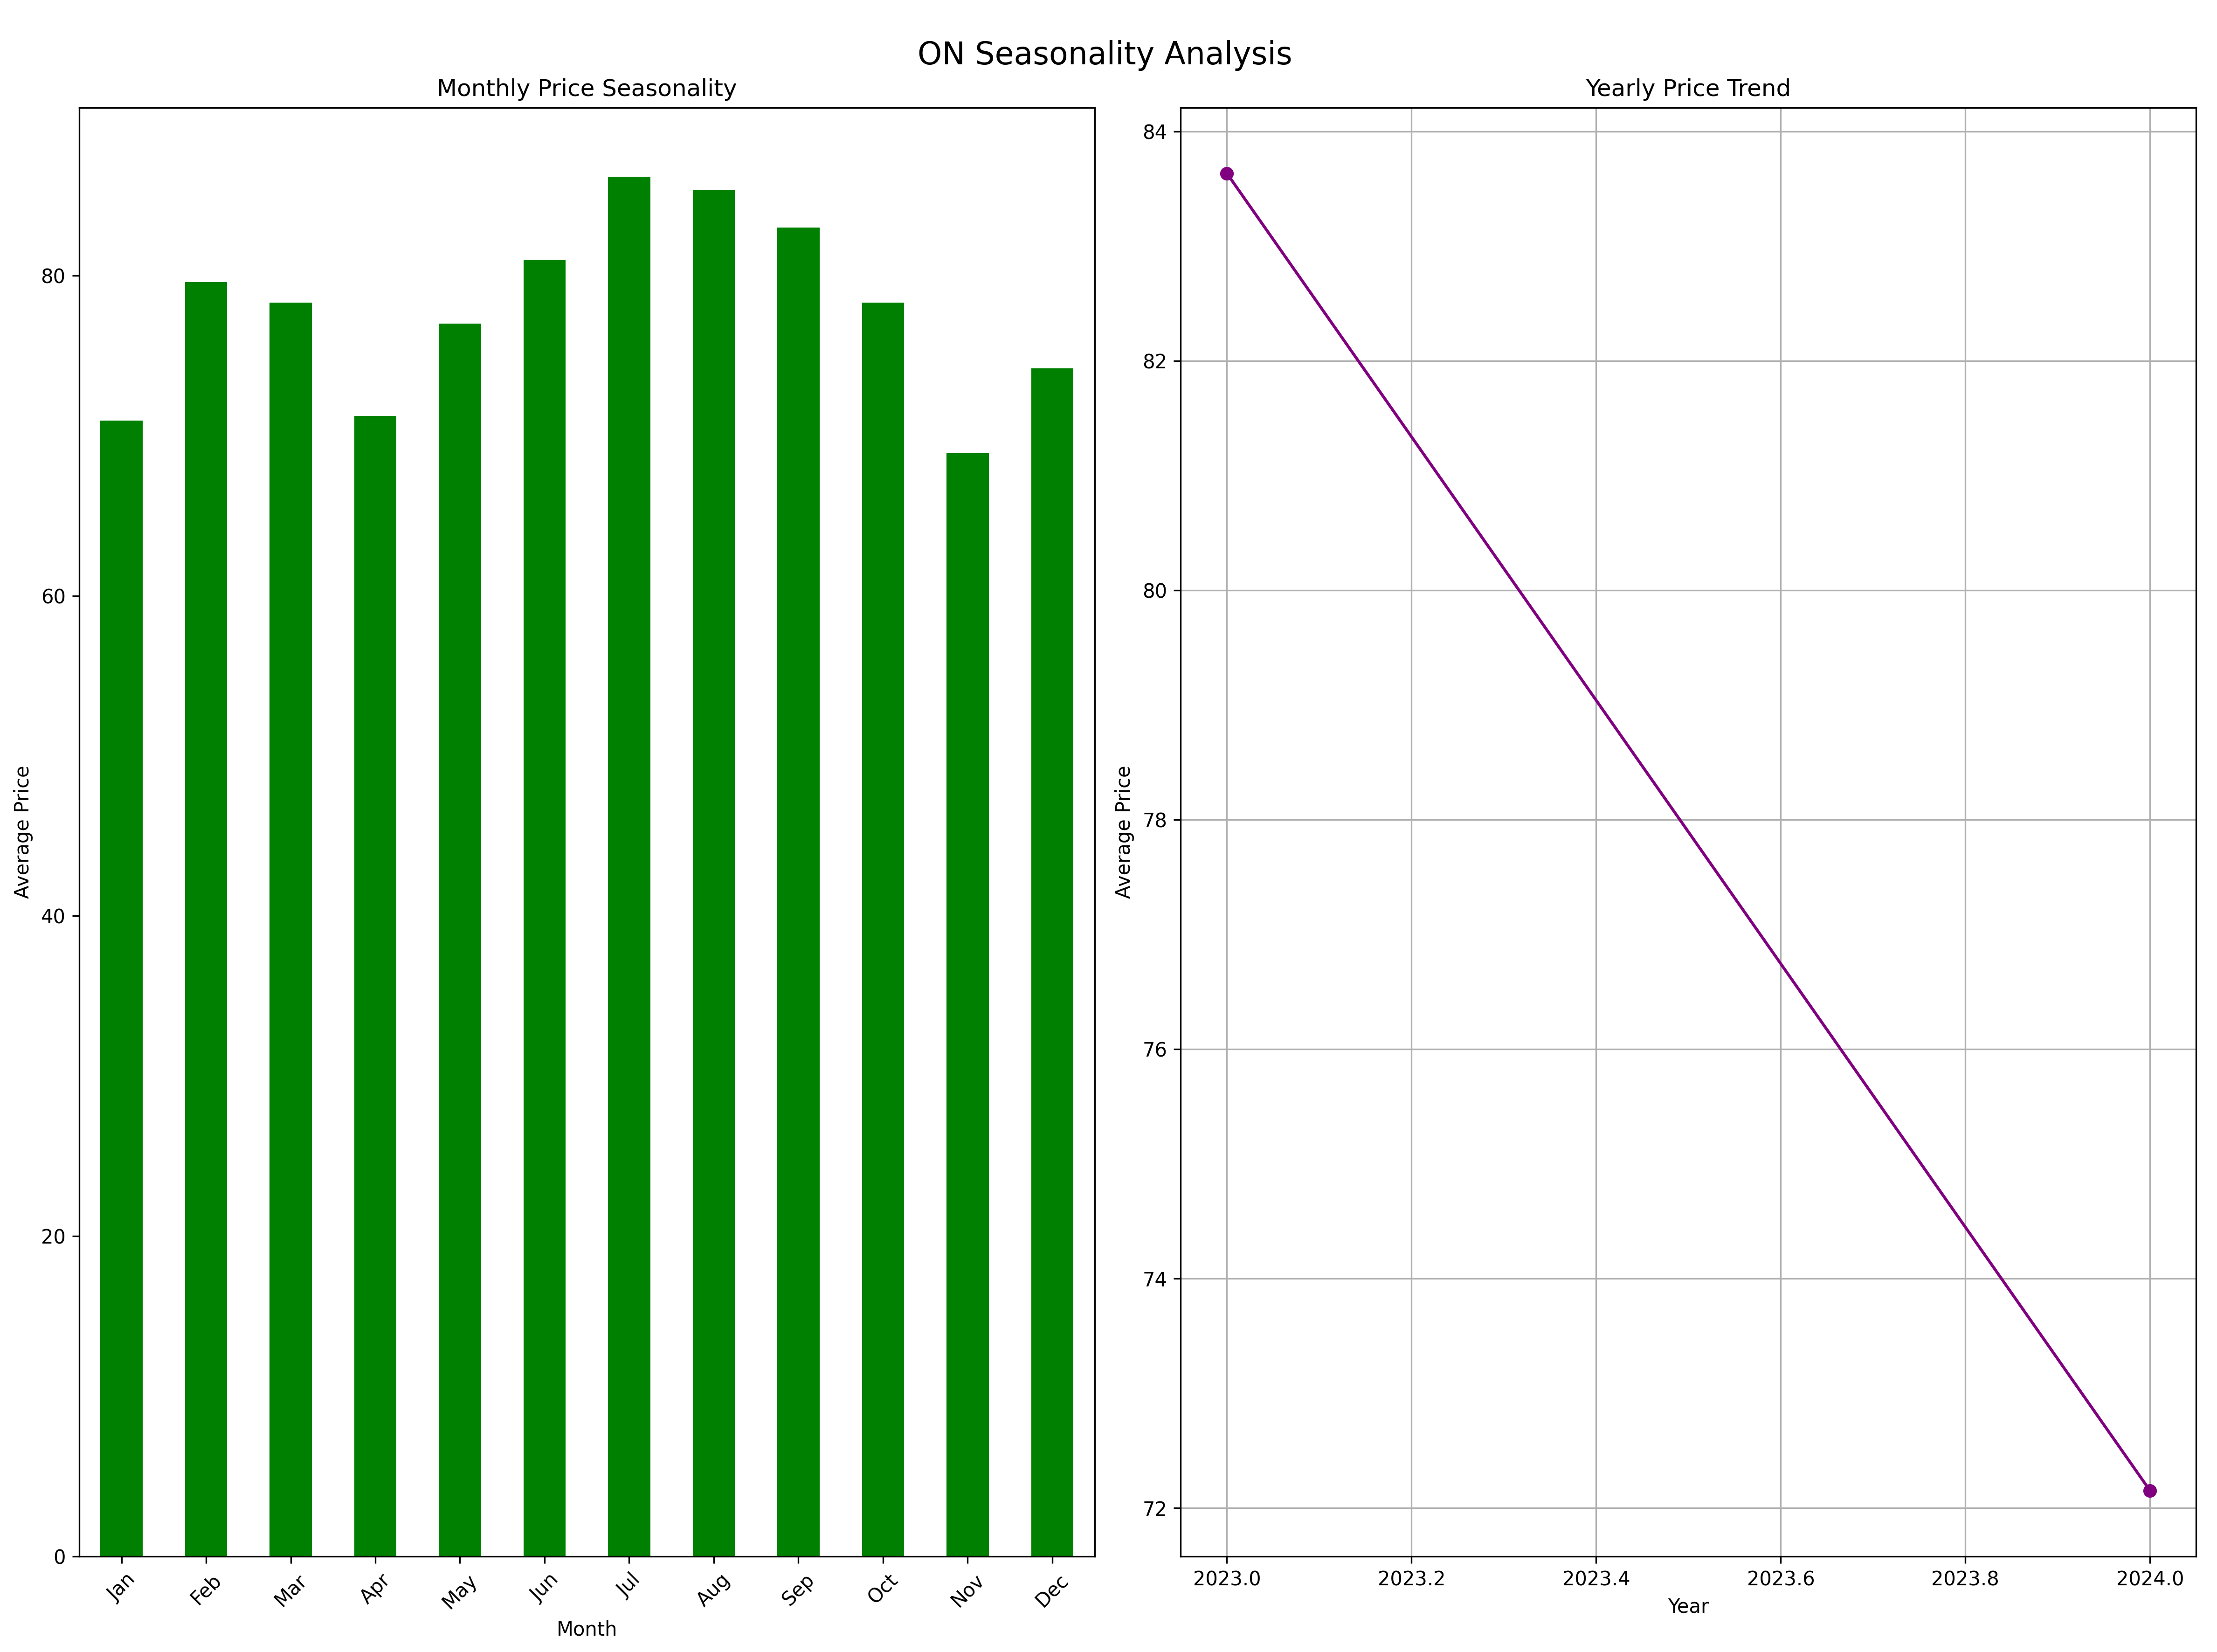 ON Seasonality Analysis
Monthly Price Seasonality
Average Price
80
60
40
20
0
Jan Feb Mar Apr May Jun Jul Aug Sep Oct Nov Dec
Month
Yearly Price Trend
Average Price
84
82
80
78
76
74
72
2023.0 2023.2 2023.4 2023.6 2023.8 2024.0
Year